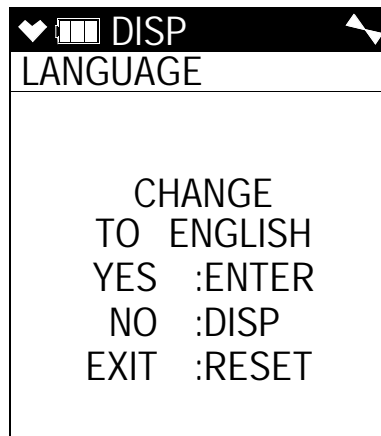 DISP
LANGUAGE
CHANGE
TO ENGLISH
YES :ENTER
NO :DISP
EXIT :RESET